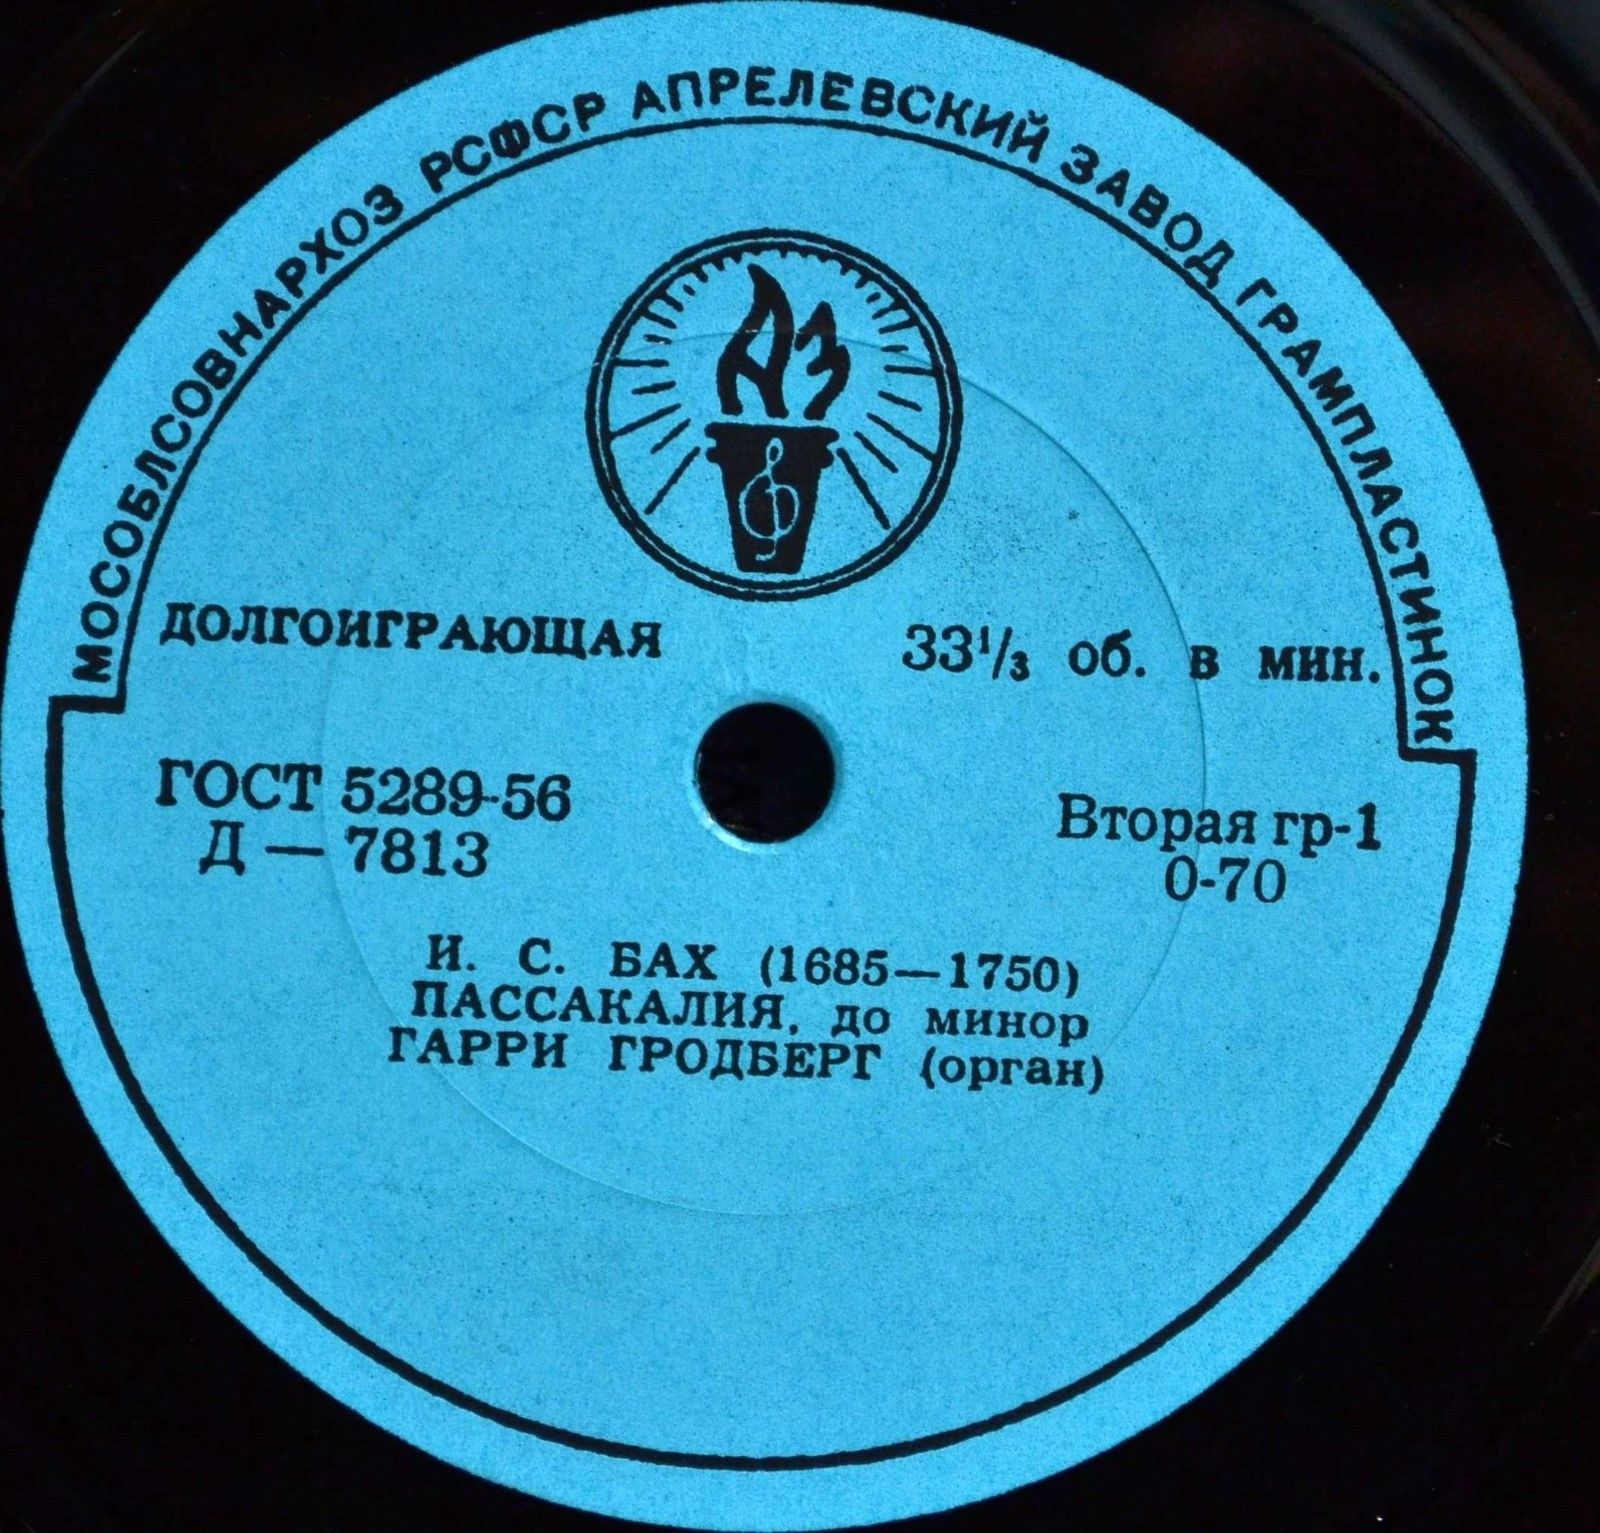 МОСОБЛСОВНАРХОЗ РСФСР АПРЕЛЕВСКИЙ ЗАВОД ГРАМПЛАСТИНОК
АЗ
ДОЛГОИГРАЮЩАЯ
33⅓ об. в мин.
ГОСТ 5289-56
Д — 7813
Вторая гр-1
0-70
И. С. БАХ (1685—1750)
ПАССАКАЛИЯ, до минор
ГАРРИ ГРОДБЕРГ (орган)